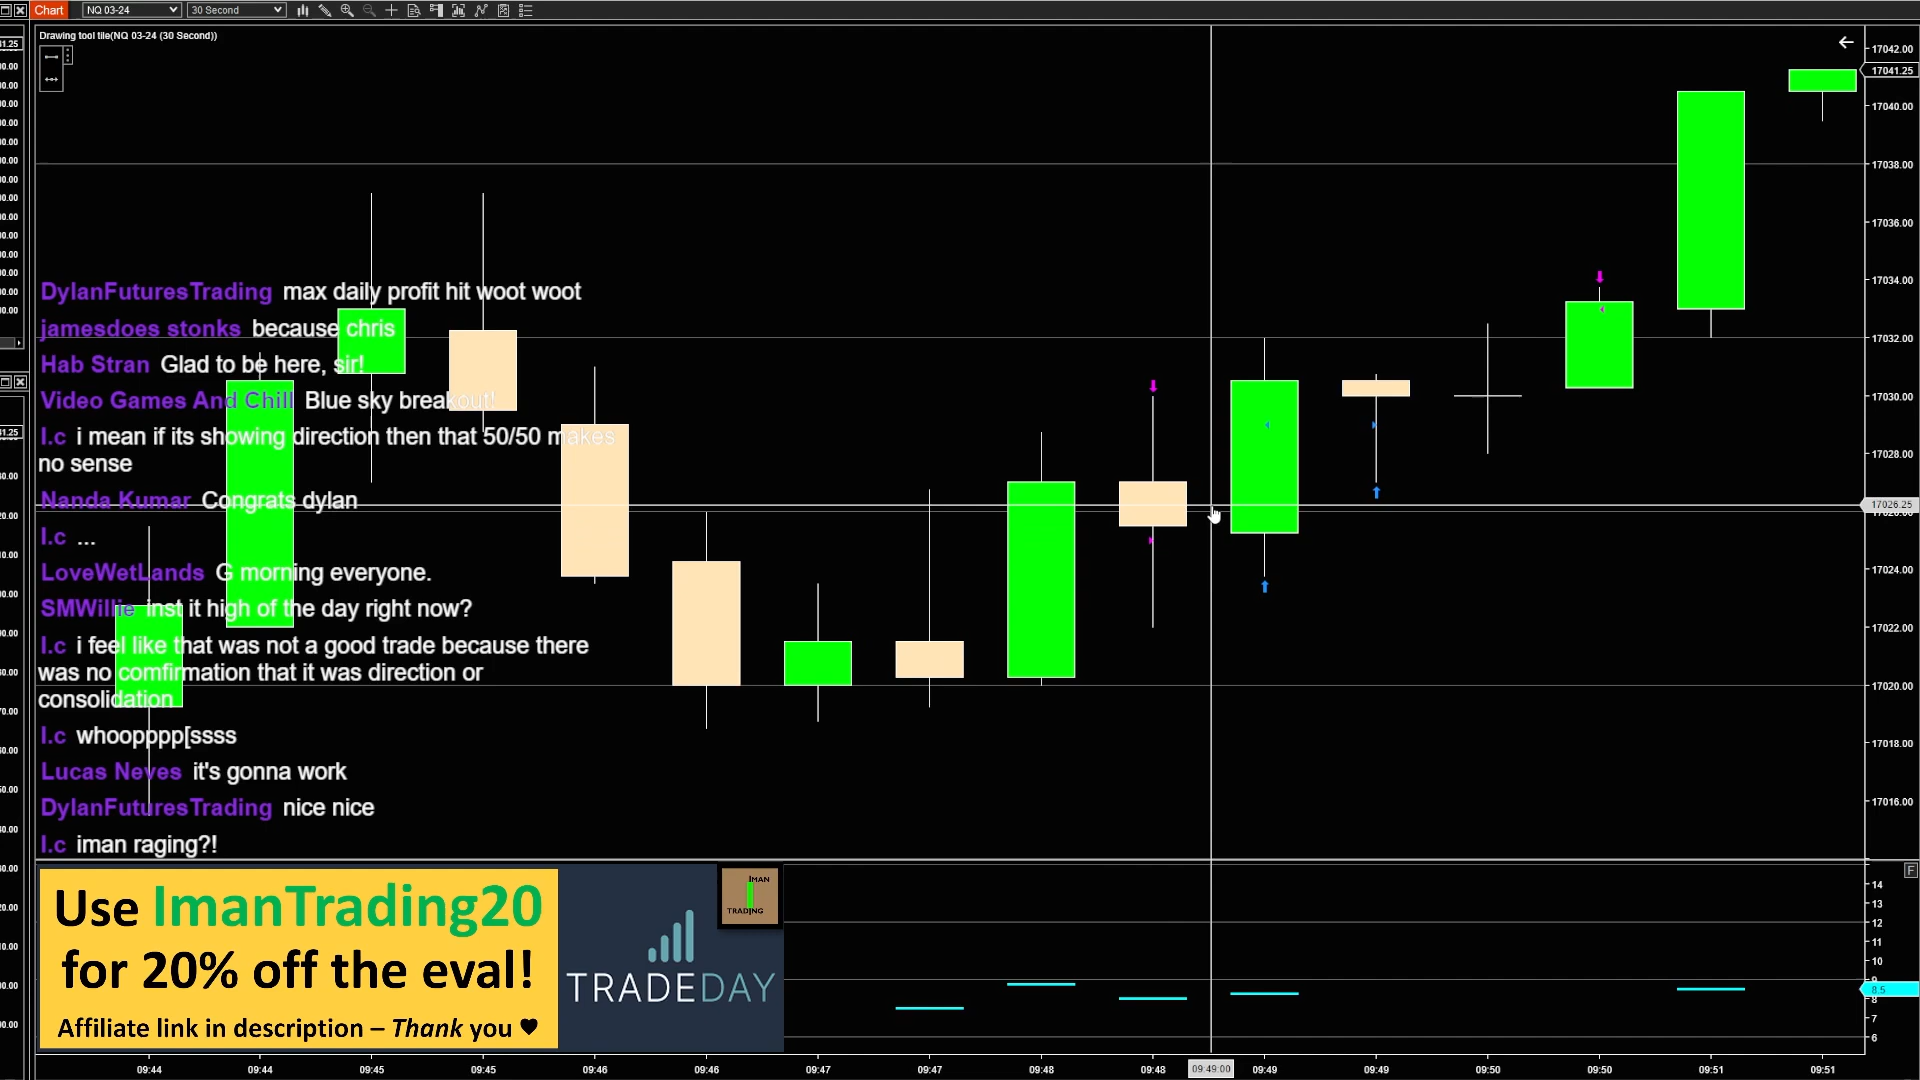 Chart
NQ 03-24
30 Second
Drawing tool tile(NQ 03-24 (30 Second))
DylanFuturesTrading max daily profit hit woot woot
jamesdoes stonks because chris
Hab Stran Glad to be here, sir!
Video Games And Chill Blue sky breakout!
I.c i mean if its showing direction then that 50/50 makes
no sense
Nanda Kumar Congrats dylan
I.c ...
LoveWetLands G morning everyone.
SMWillie inst it high of the day right now?
I.c i feel like that was not a good trade because there
was no comfirmation that it was direction or
consolidation
I.c whoopppp[ssss
Lucas Neves it's gonna work
DylanFuturesTrading nice nice
I.c iman raging?!
Use ImanTrading20
for 20% off the eval!
Affiliate link in description – Thank you ♥
IMAN
TRADING
TRADEDAY
17042.00
17041.25
17040.00
17038.00
17036.00
17034.00
17032.00
17030.00
17028.00
17026.25
17024.00
17022.00
17020.00
17018.00
17016.00
F
14
13
12
11
10
9
8.5
8
7
6
09:44
09:44
09:45
09:45
09:46
09:46
09:47
09:47
09:48
09:48
09:49:00
09:49
09:49
09:50
09:50
09:51
09:51